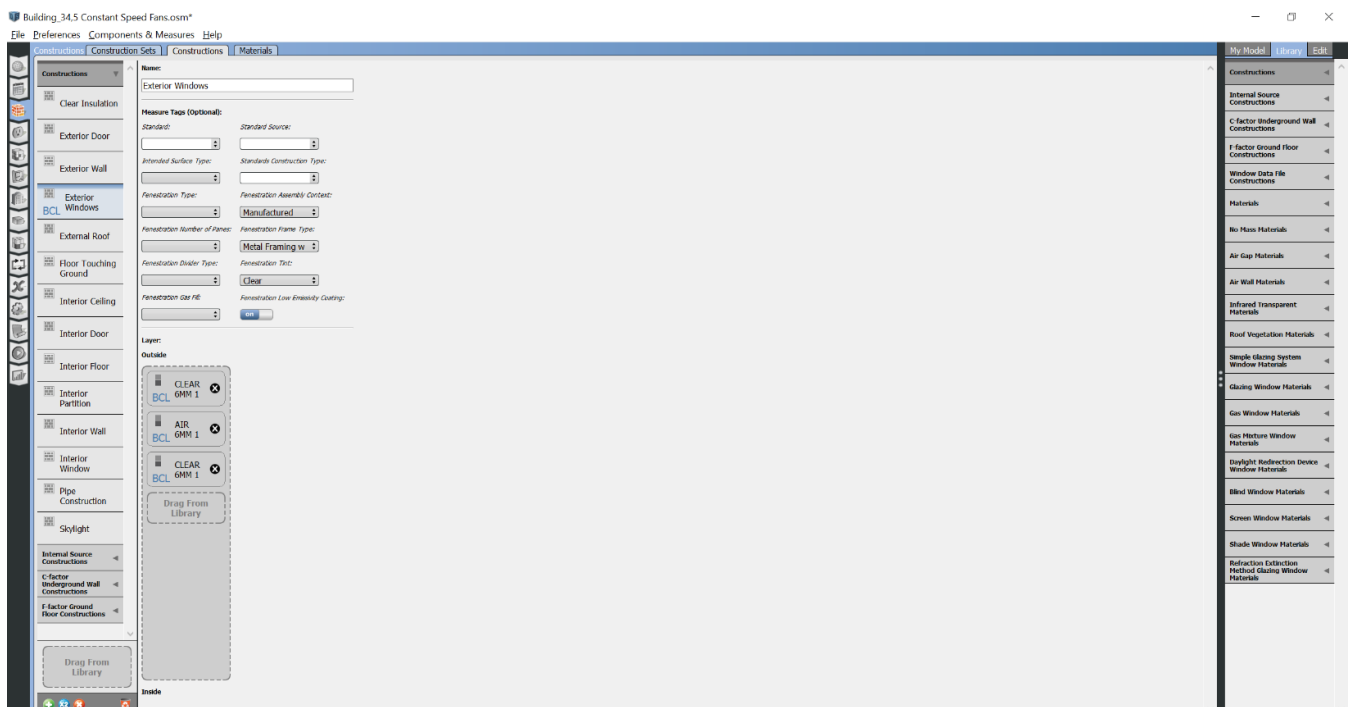 Building_34,5 Constant Speed Fans.osm*
File Preferences Components & Measures Help
Constructions Construction Sets Constructions Materials
My Model Library Edit
Constructions
Clear Insulation
Exterior Door
Exterior Wall
BCL Exterior
Windows
External Roof
Floor Touching
Ground
Interior Ceiling
Interior Door
Interior Floor
Interior
Partition
Interior Wall
Interior
Window
Pipe
Construction
Skylight
Internal Source
Constructions
C-factor
Underground Wall
Constructions
F-factor Ground
Floor Constructions
Drag From
Library
Name:
Exterior Windows
Measure Tags (Optional):
Standard: Standard Source:
Intended Surface Type: Standards Construction Type:
Fenestration Type: Fenestration Assembly Context:
Manufactured
Fenestration Number of Panes: Fenestration Frame Type:
Metal Framing w
Fenestration Divider Type: Fenestration Tint:
Clear
Fenestration Gas Fill: Fenestration Low Emissivity Coating:
on
Layer:
Outside
BCL CLEAR
6MM 1
BCL AIR
6MM 1
BCL CLEAR
6MM 1
Drag From
Library
Inside
Constructions
Internal Source
Constructions
C-factor Underground Wall
Constructions
F-factor Ground Floor
Constructions
Window Data File
Constructions
Materials
No Mass Materials
Air Gap Materials
Air Wall Materials
Infrared Transparent
Materials
Roof Vegetation Materials
Simple Glazing System
Window Materials
Glazing Window Materials
Gas Window Materials
Gas Mixture Window
Materials
Daylight Redirection Device
Window Materials
Blind Window Materials
Screen Window Materials
Shade Window Materials
Refraction Extinction
Method Glazing Window
Materials